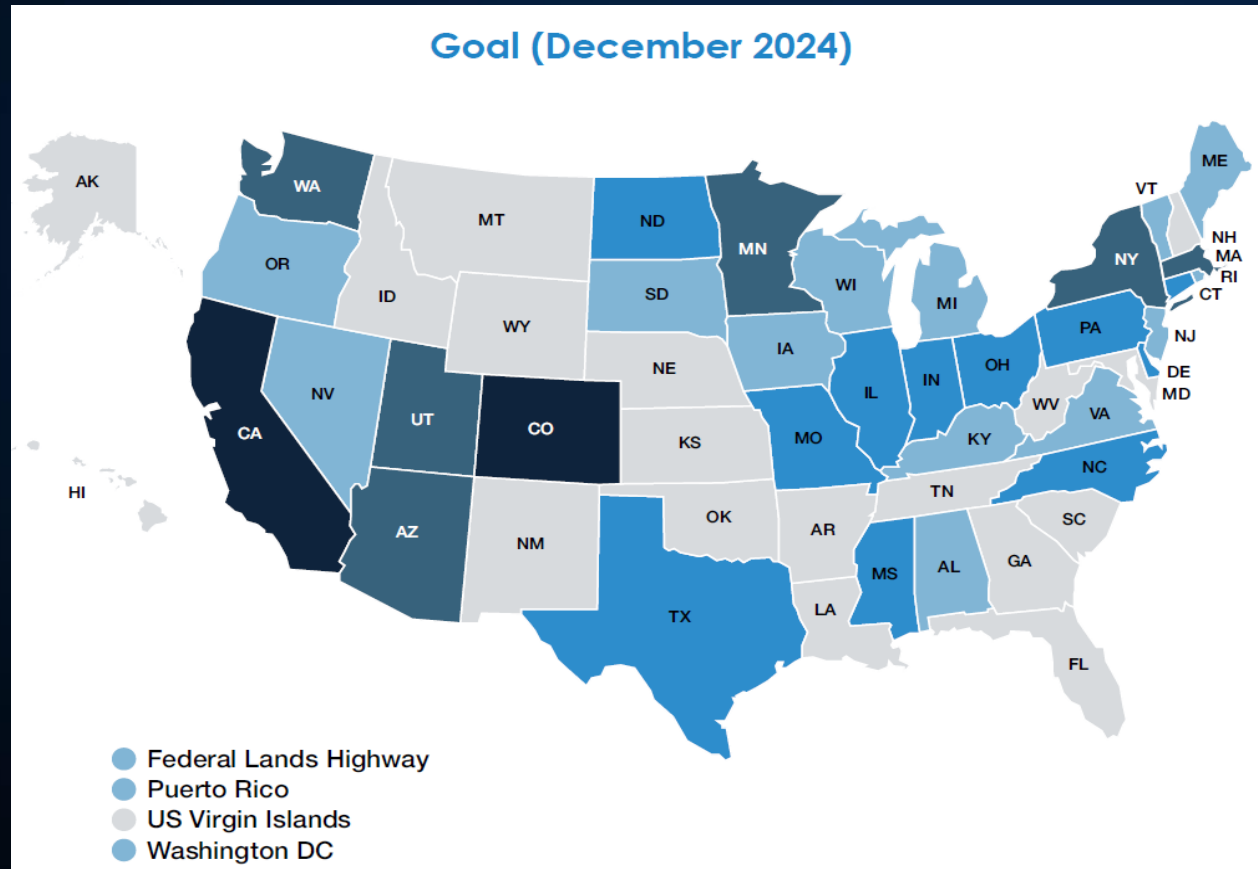 Goal (December 2024)
AK
WA
MT
ND
MN
VT
ME
NH
MA
RI
CT
NY
OR
ID
SD
WI
MI
WY
IA
PA
NJ
NE
NV
UT
CO
IL
IN
OH
DE
MD
WV
VA
CA
KS
MO
KY
NC
HI
TN
AZ
NM
OK
AR
SC
MS
AL
GA
TX
LA
FL
Federal Lands Highway
Puerto Rico
US Virgin Islands
Washington DC